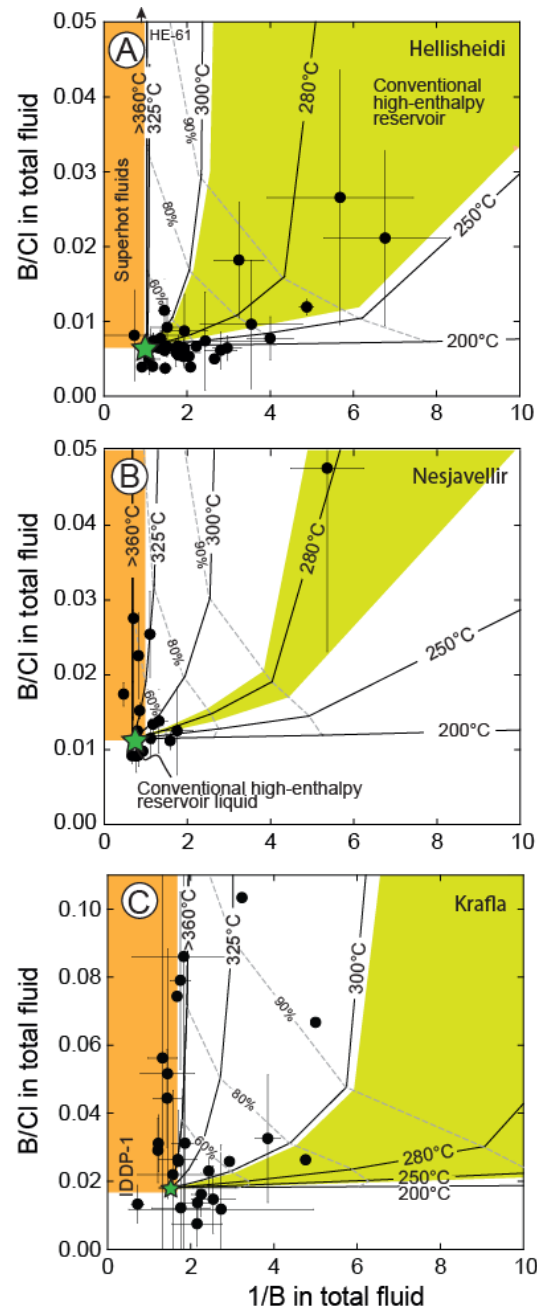 A
HE-61
Hellisheidi
Conventional
high-enthalpy
reservoir
Superhot fluids
>360°C
325°C
300°C
280°C
250°C
200°C
90%
80%
60%
B/Cl in total fluid
0.05
0.04
0.03
0.02
0.01
0.00
0 2 4 6 8 10
B
Nesjavellir
>360°C
325°C
300°C
280°C
250°C
200°C
90%
80%
60%
Conventional high-enthalpy
reservoir liquid
B/Cl in total fluid
0.05
0.04
0.03
0.02
0.01
0.00
0 2 4 6 8 10
C
Krafla
IDDP-1
>360°C
325°C
300°C
280°C
250°C
200°C
90%
80%
60%
B/Cl in total fluid
0.10
0.08
0.06
0.04
0.02
0.00
0 2 4 6 8 10
1/B in total fluid